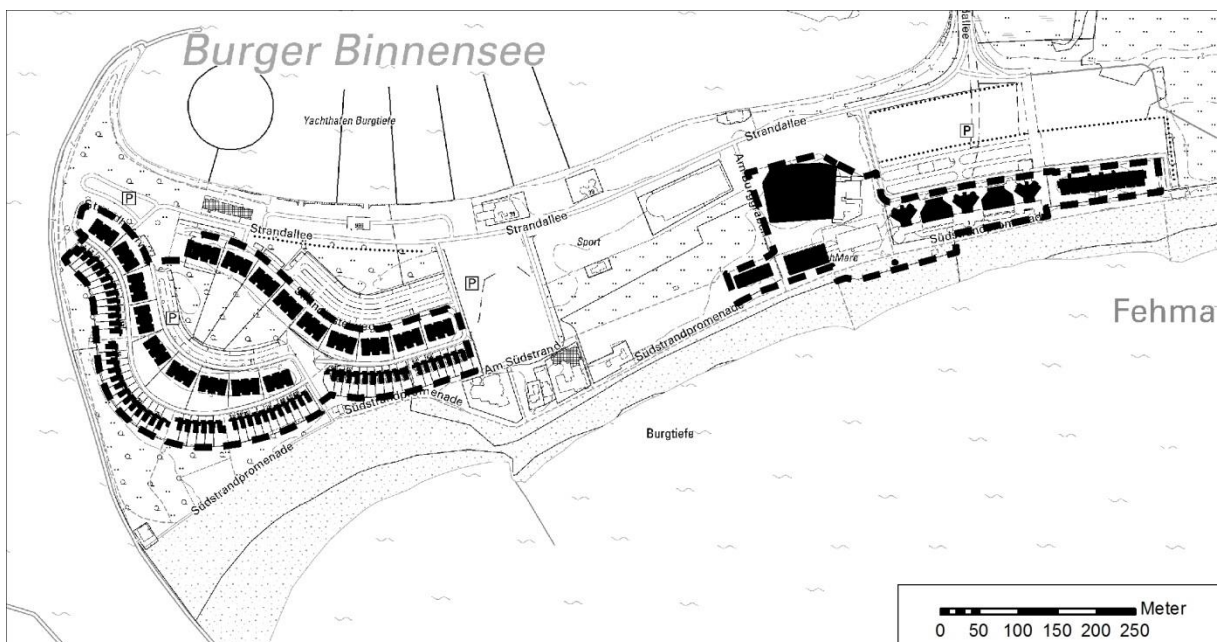 Burger Binnensee
Yachthafen Burgtiefe
Strandallee
P
P
Strandallee
Strandallee
Sport
P
P
Am Südstrand
Südstrandpromenade
Südstrandpromenade
Südstrandpromenade
Burgtiefe
Fehma
Meter
0 50 100 150 200 250